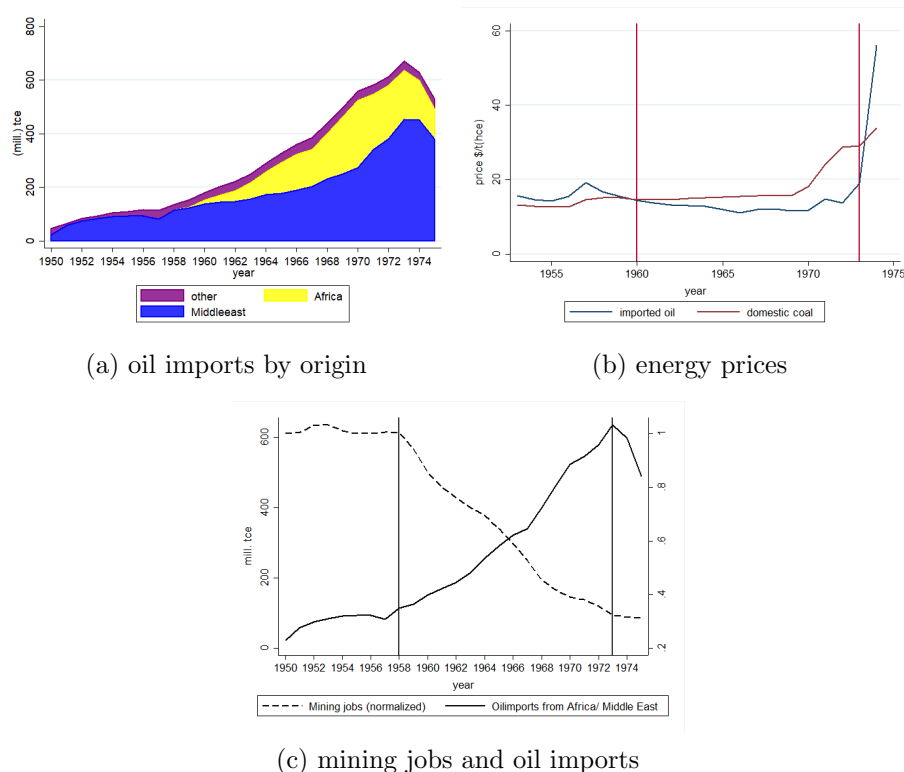 800
600
400
200
0
(mill.) tce
1950 1952 1954 1956 1958 1960 1962 1964 1966 1968 1970 1972 1974
year
other Africa
Middleeast
(a) oil imports by origin
60
40
20
0
price $/t(hce)
1955 1960 1965 1970 1975
year
imported oil domestic coal
(b) energy prices
600
400
200
0
mill. tce
1
.8
.6
.4
.2
1950 1952 1954 1956 1958 1960 1962 1964 1966 1968 1970 1972 1974
year
Mining jobs (normalized) Oilimports from Africa/ Middle East
(c) mining jobs and oil imports